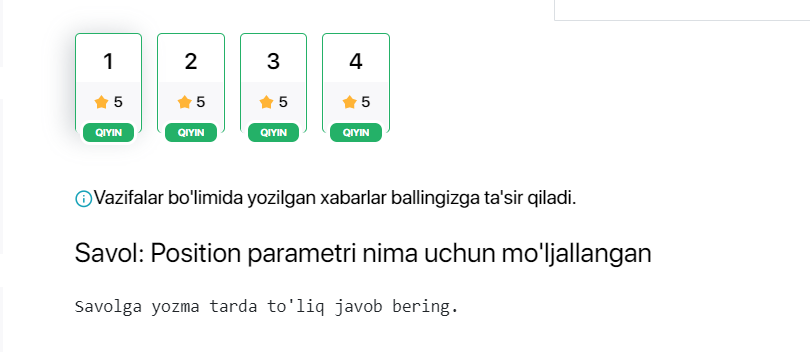 1 2 3 4
5 5 5 5
QIYIN QIYIN QIYIN QIYIN
Vazifalar bo'limida yozilgan xabarlar ballingizga ta'sir qiladi.
Savol: Position parametri nima uchun mo'ljallangan
Savolga yozma tarda to'liq javob bering.